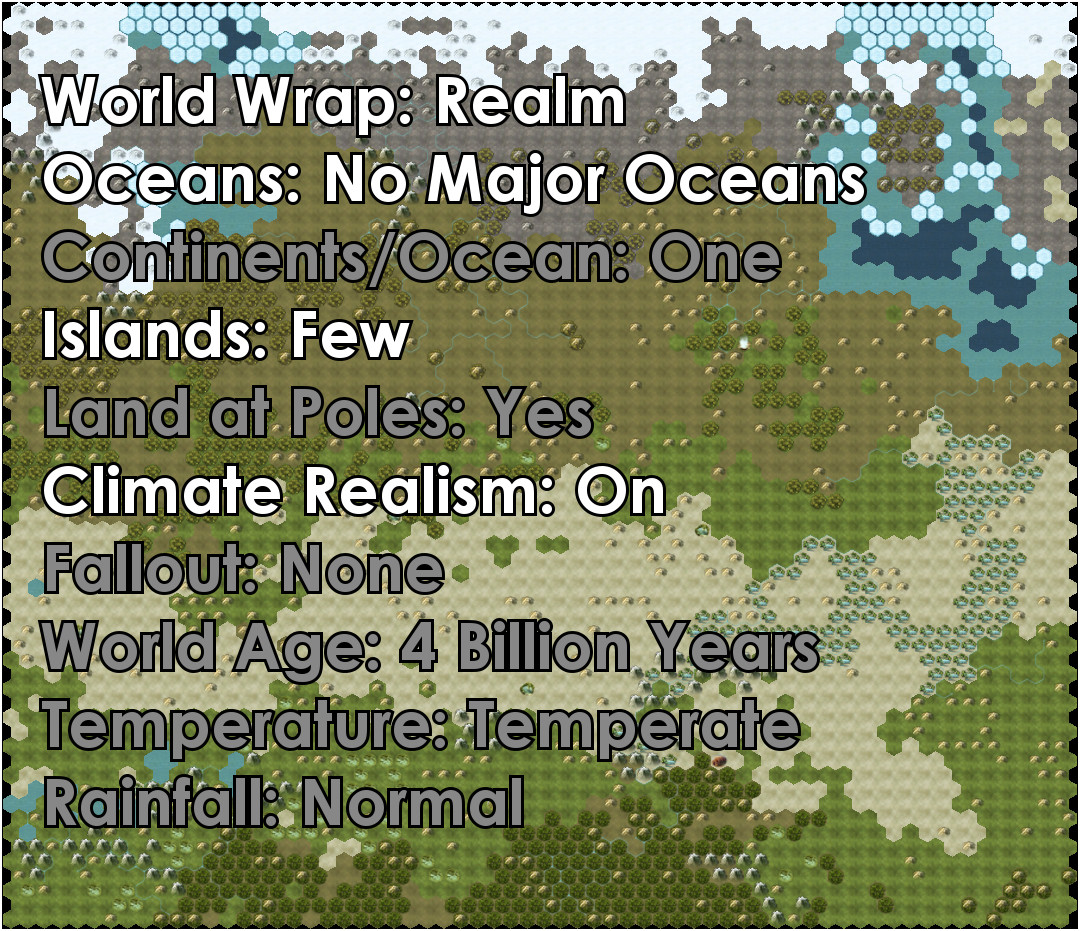 World Wrap: Realm
Oceans: No Major Oceans
Continents/Ocean: One
Islands: Few
Land at Poles: Yes
Climate Realism: On
Fallout: None
World Age: 4 Billion Years
Temperature: Temperate
Rainfall: Normal